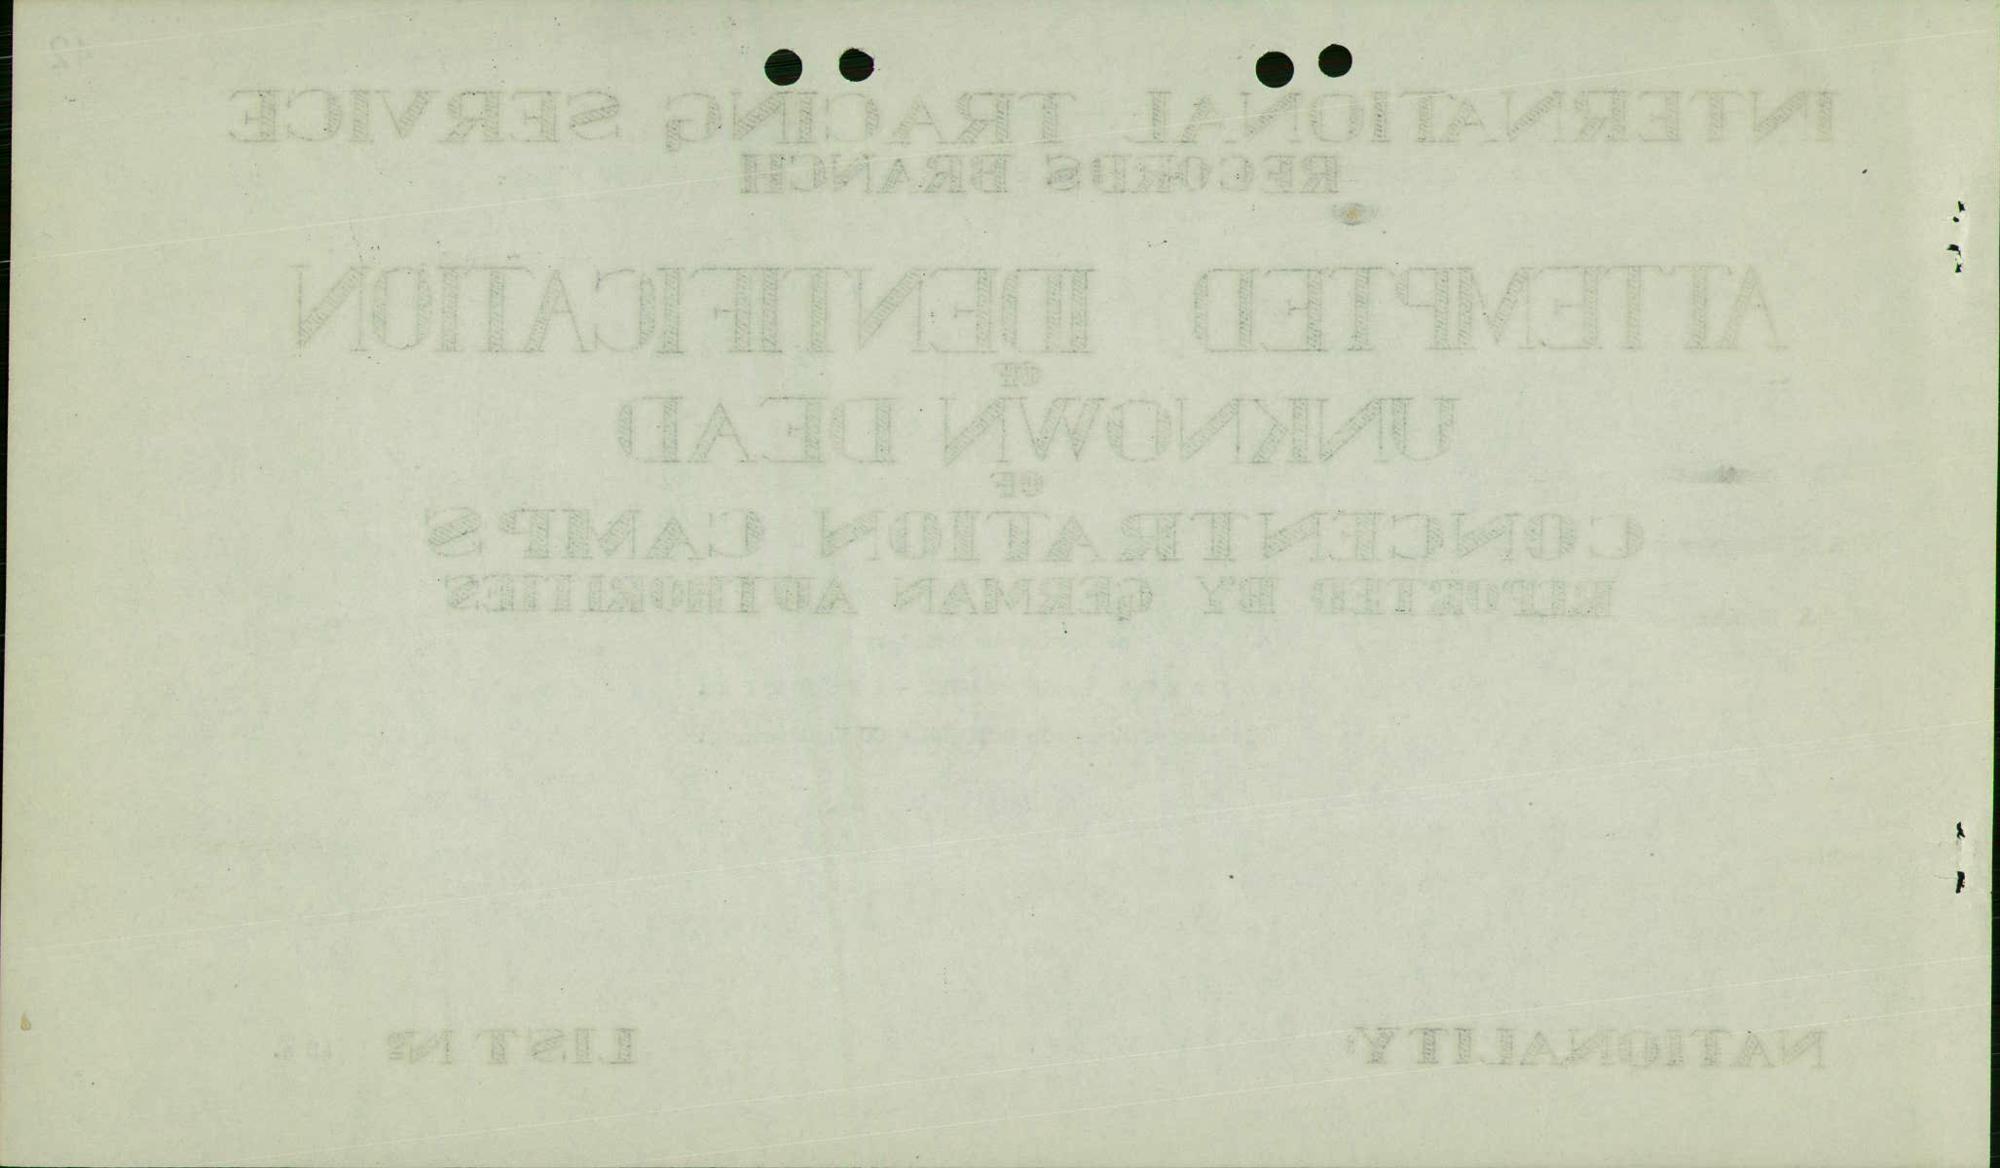 42
INTERNATIONAL TRACING SERVICE
RECORDS BRANCH
ATTEMPTED IDENTIFICATION
OF
UNKNOWN DEAD
OF
CONCENTRATION CAMPS
REPORTED BY GERMAN AUTHORITIES
NATIONALITY: LIST Nº